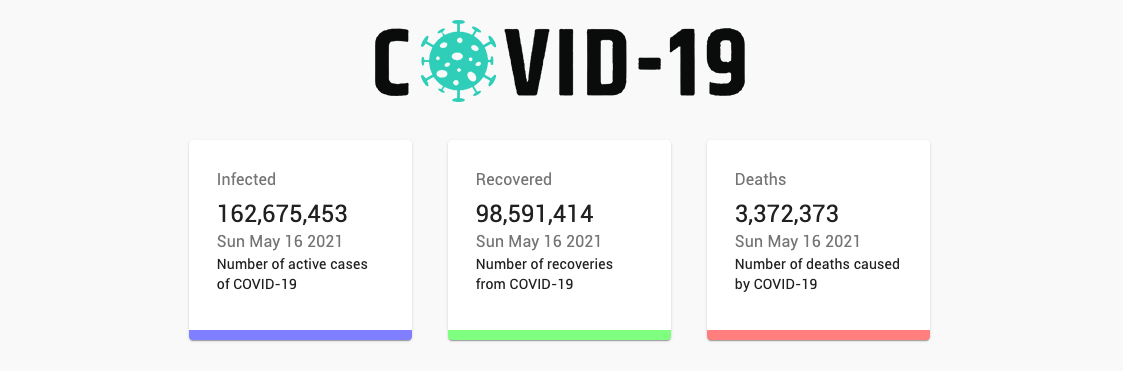 COVID-19
Infected
162,675,453
Sun May 16 2021
Number of active cases
of COVID-19
Recovered
98,591,414
Sun May 16 2021
Number of recoveries
from COVID-19
Deaths
3,372,373
Sun May 16 2021
Number of deaths caused
by COVID-19